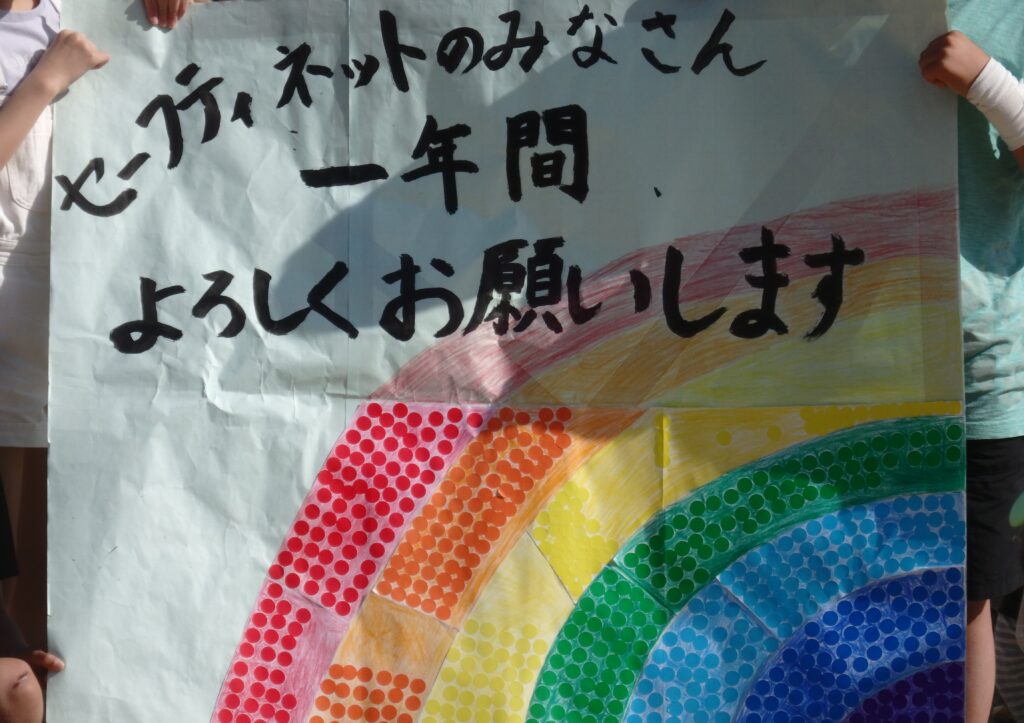 セーフティネットのみなさん
一年間
よろしくお願いします